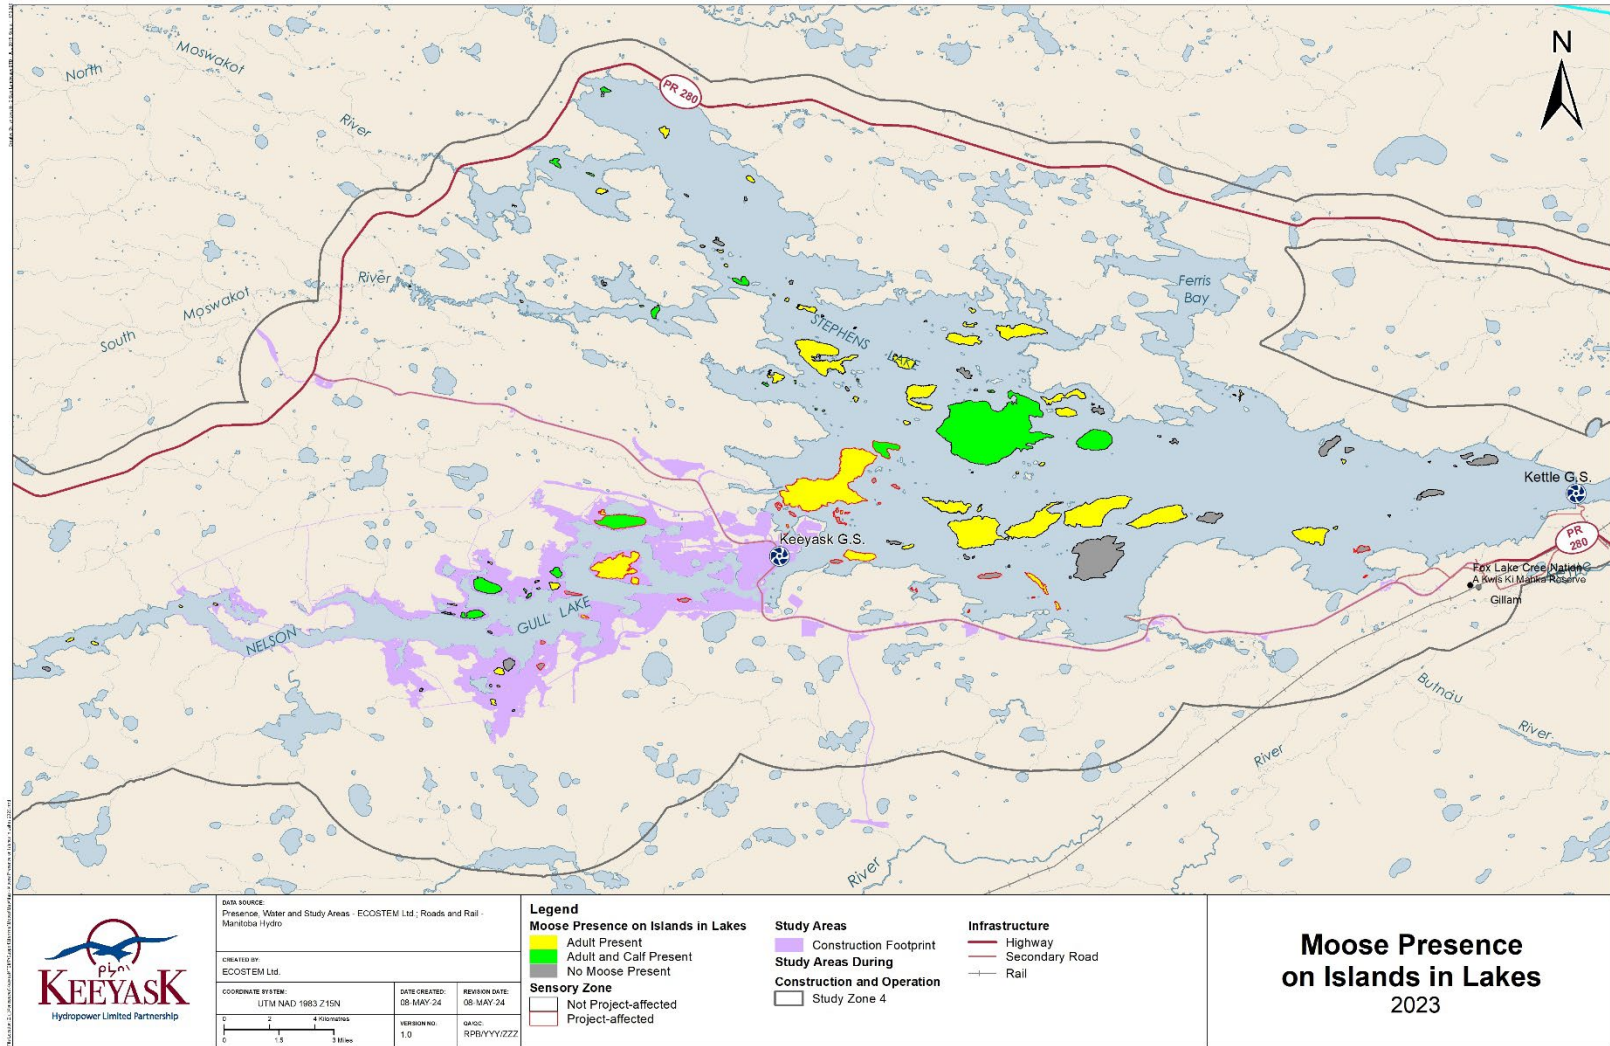 North
Moswakot
River
PR 280
N
South
Moswakot
River
Ferris
Bay
STEPHENS LAKE
Kettle G.S.
Keeyask G.S.
PR
280
Fox Lake Cree Nation
A Kwis Ki Mahka Reserve
Gillam
GULL LAKE
NELSON
Butnau
River
River
River
KEEYASK
Hydropower Limited Partnership
DATA SOURCE:
Presence, Water and Study Areas - ECOSTEM Ltd.; Roads and Rail -
Manitoba Hydro
CREATED BY:
ECOSTEM Ltd.
COORDINATE SYSTEM:
UTM NAD 1983 Z15N
DATE CREATED:
08-MAY-24
REVISION DATE:
08-MAY-24
0 2 4 Kilometres
0 1.5 3 Miles
VERSION NO:
1.0
QA/QC:
RPB/YYY/ZZZ
Legend
Moose Presence on Islands in Lakes
Adult Present
Adult and Calf Present
No Moose Present
Sensory Zone
Not Project-affected
Project-affected
Study Areas
Construction Footprint
Study Areas During
Construction and Operation
Study Zone 4
Infrastructure
Highway
Secondary Road
Rail
Moose Presence
on Islands in Lakes
2023